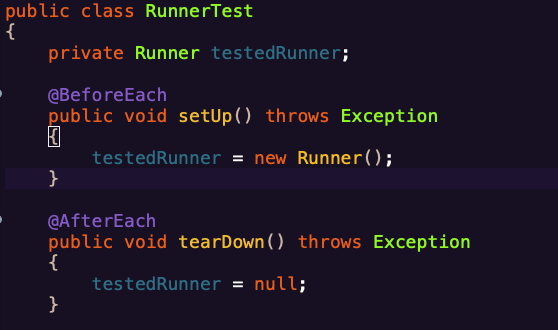 public class RunnerTest
{
    private Runner testedRunner;
    @BeforeEach
    public void setUp() throws Exception
    {
        testedRunner = new Runner();
    }
    @AfterEach
    public void tearDown() throws Exception
    {
        testedRunner = null;
    }